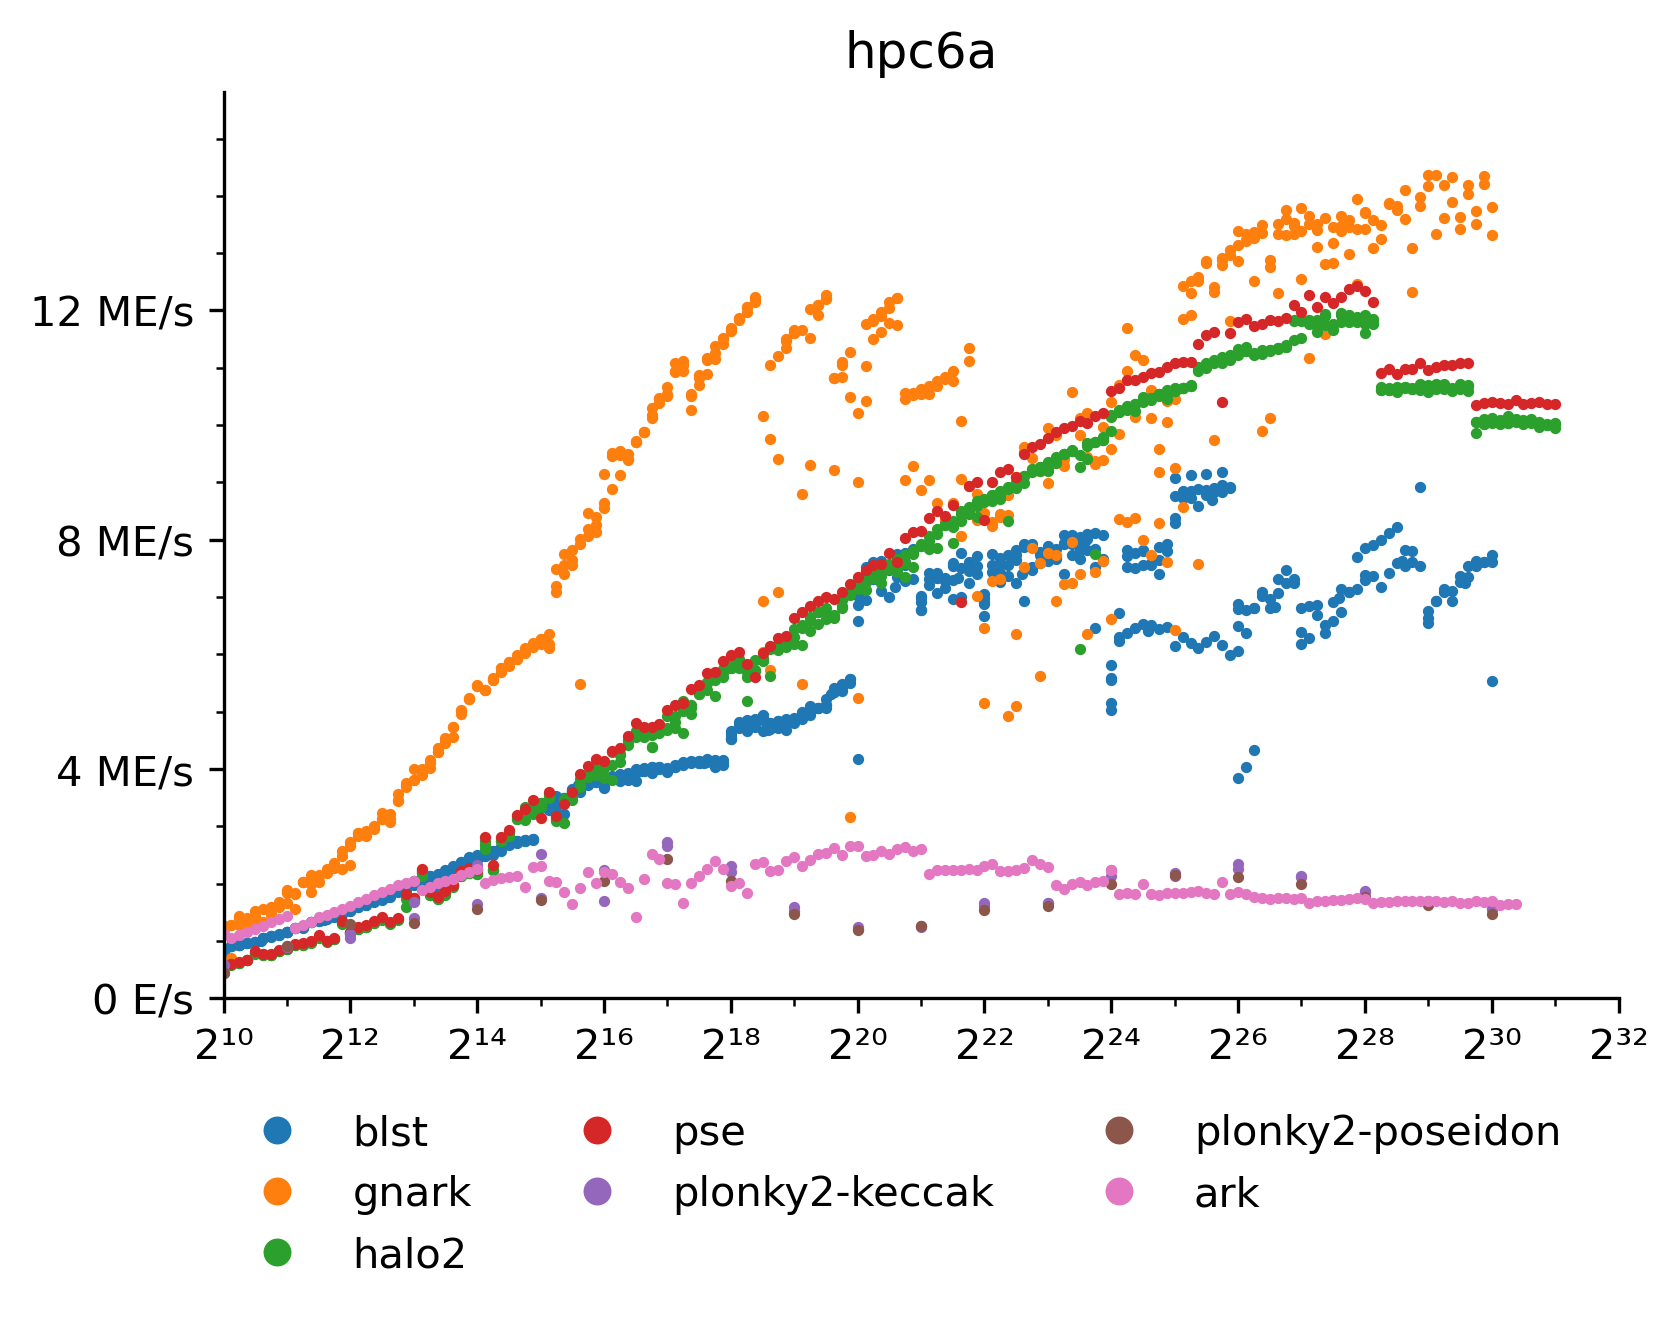 hpc6a
12 ME/s
8 ME/s
4 ME/s
0 E/s
2¹⁰ 2¹² 2¹⁴ 2¹⁶ 2¹⁸ 2²⁰ 2²² 2²⁴ 2²⁶ 2²⁸ 2³⁰ 2³²
blst pse plonky2-poseidon
gnark plonky2-keccak ark
halo2